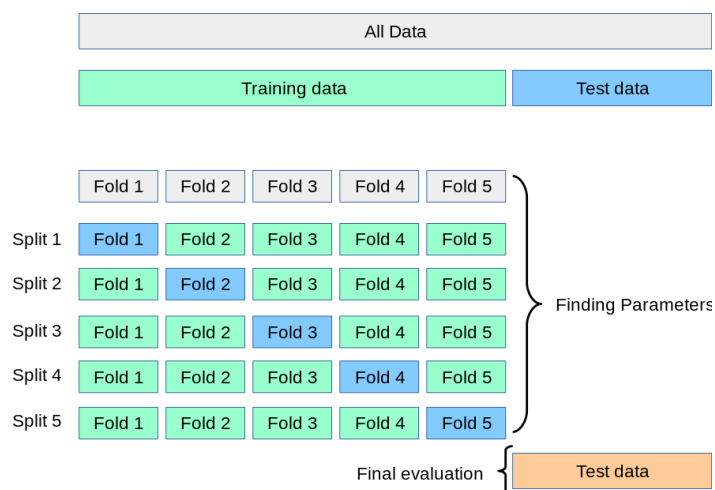 All Data
Training data Test data
Fold 1 Fold 2 Fold 3 Fold 4 Fold 5
Split 1 Fold 1 Fold 2 Fold 3 Fold 4 Fold 5
Split 2 Fold 1 Fold 2 Fold 3 Fold 4 Fold 5
Finding Parameters
Split 3 Fold 1 Fold 2 Fold 3 Fold 4 Fold 5
Split 4 Fold 1 Fold 2 Fold 3 Fold 4 Fold 5
Split 5 Fold 1 Fold 2 Fold 3 Fold 4 Fold 5
Final evaluation Test data